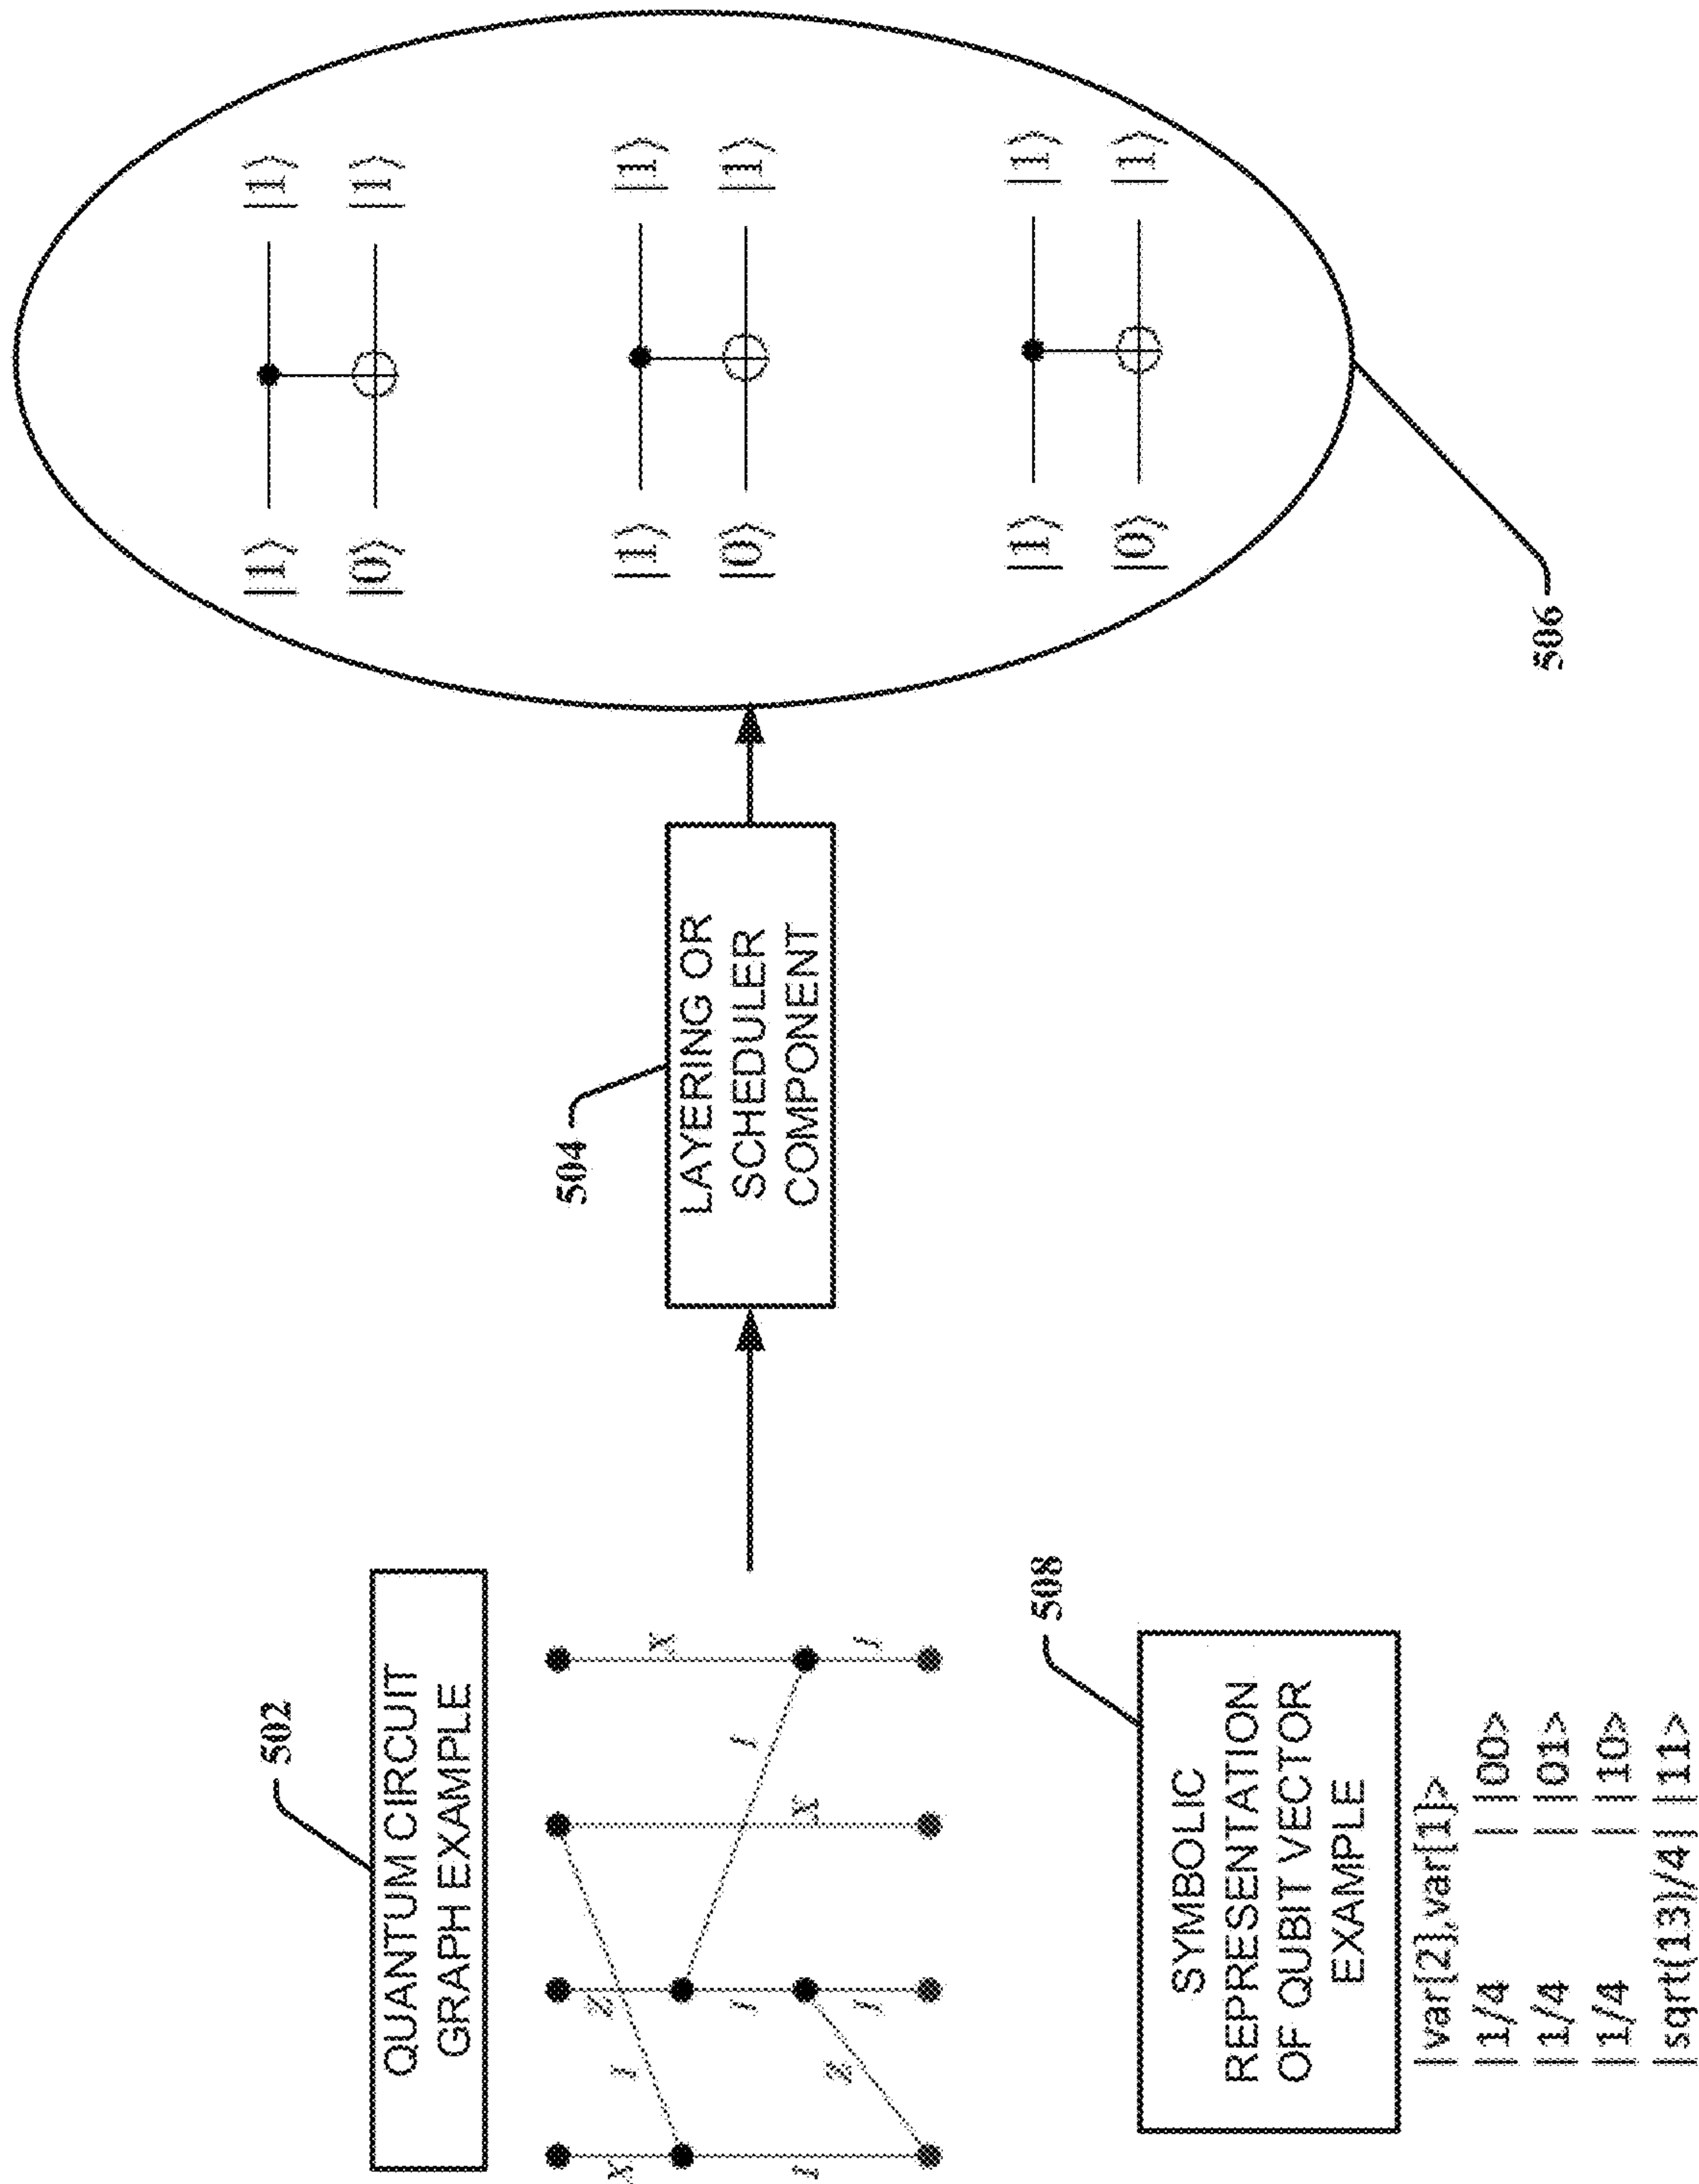 502
QUANTUM CIRCUIT
GRAPH EXAMPLE
X
Z
X
Z
X
504
LAYERING OR
SCHEDULER
COMPONENT
|1⟩ |1⟩
|0⟩ |1⟩
|1⟩ |1⟩
|0⟩ |1⟩
|1⟩ |1⟩
|0⟩ |1⟩
506
508
SYMBOLIC
REPRESENTATION
OF QUBIT VECTOR
EXAMPLE
|var[2],var[1]>
|1/4 | |00>
|1/4 | |01>
|1/4 | |10>
|sqrt(13)/4| |11>